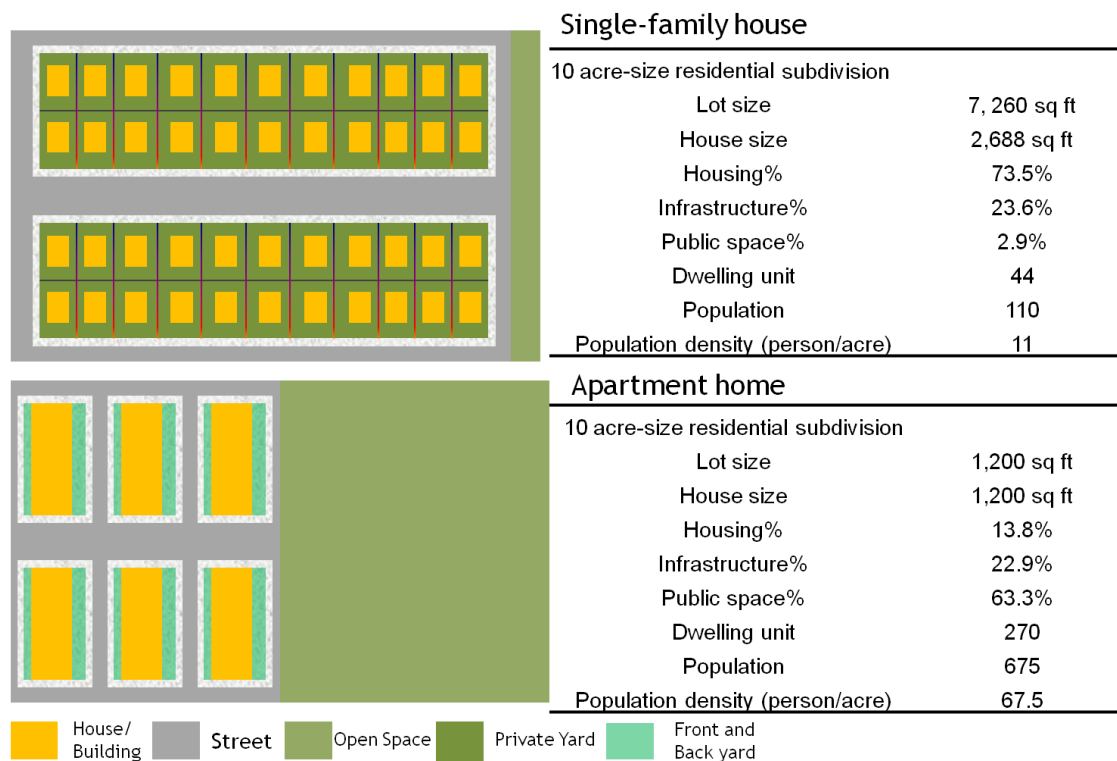 Single-family house
10 acre-size residential subdivision
Lot size 7, 260 sq ft
House size 2,688 sq ft
Housing% 73.5%
Infrastructure% 23.6%
Public space% 2.9%
Dwelling unit 44
Population 110
Population density (person/acre) 11
Apartment home
10 acre-size residential subdivision
Lot size 1,200 sq ft
House size 1,200 sq ft
Housing% 13.8%
Infrastructure% 22.9%
Public space% 63.3%
Dwelling unit 270
Population 675
Population density (person/acre) 67.5
House/
Building
Street
Open Space
Private Yard
Front and
Back yard